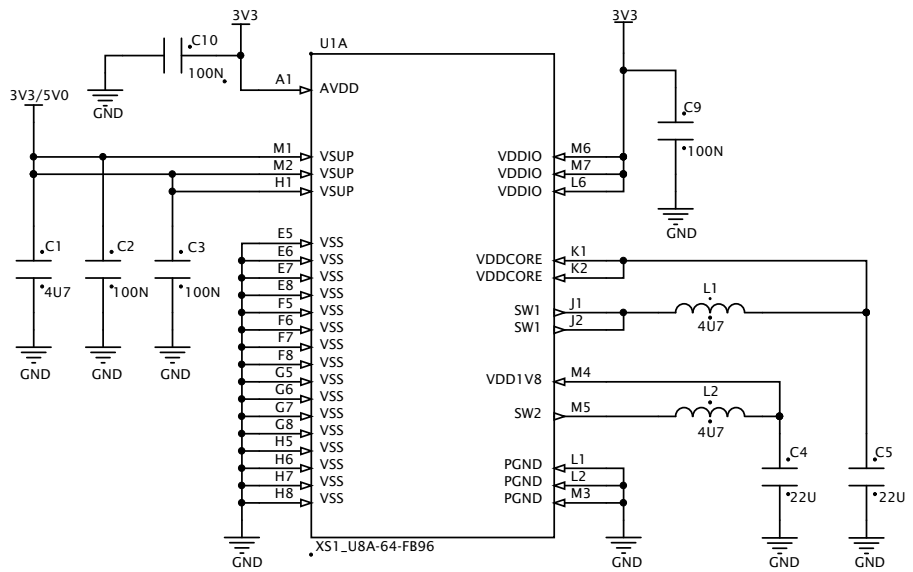 3V3
3V3
C10
100N
U1A
A1
AVDD
GND
3V3/5V0
C9
100N
GND
M1
VSUP
M2
VSUP
H1
VSUP
VDDIO
M6
VDDIO
M7
VDDIO
L6
C1
4U7
GND
C2
100N
GND
C3
100N
GND
E5
VSS
E6
VSS
E7
VSS
E8
VSS
F5
VSS
F6
VSS
F7
VSS
F8
VSS
G5
VSS
G6
VSS
G7
VSS
G8
VSS
H5
VSS
H6
VSS
H7
VSS
H8
VSS
GND
VDDCORE
K1
VDDCORE
K2
SW1
J1
SW1
J2
L1
4U7
VDD1V8
M4
SW2
M5
L2
4U7
C4
22U
GND
C5
22U
GND
PGND
L1
PGND
L2
PGND
M3
GND
XS1_U8A-64-FB96